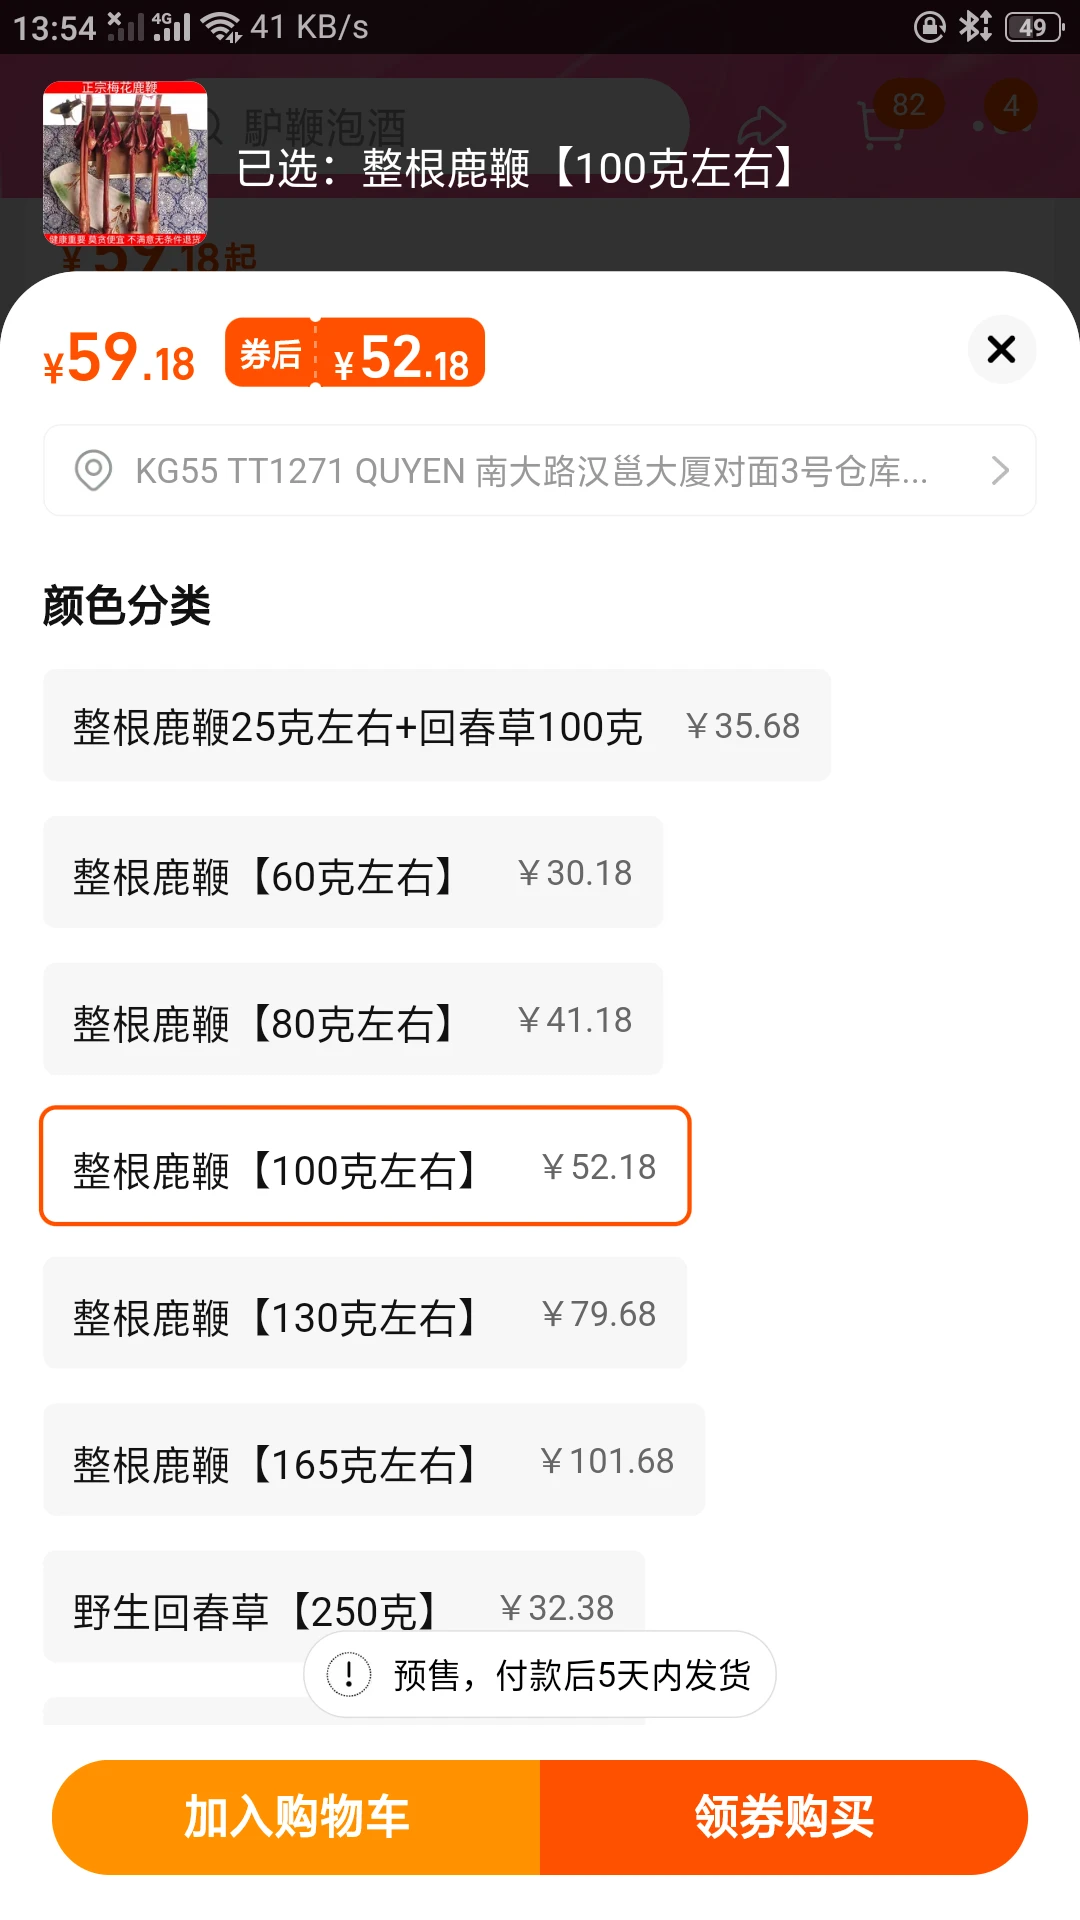 13:54 4G 41 KB/s 49
正宗梅花鹿鞭
馿鞭泡酒
82
4
已选：整根鹿鞭【100克左右】
健康重要 莫贪便宜 不满意无条件退货
¥59.18起
¥59.18 券后 ¥52.18
KG55 TT1271 QUYEN 南大路汉邕大厦对面3号仓库...
颜色分类
整根鹿鞭25克左右+回春草100克 ¥35.68
整根鹿鞭【60克左右】 ¥30.18
整根鹿鞭【80克左右】 ¥41.18
整根鹿鞭【100克左右】 ¥52.18
整根鹿鞭【130克左右】 ¥79.68
整根鹿鞭【165克左右】 ¥101.68
野生回春草【250克】 ¥32.38
预售，付款后5天内发货
加入购物车 领券购买